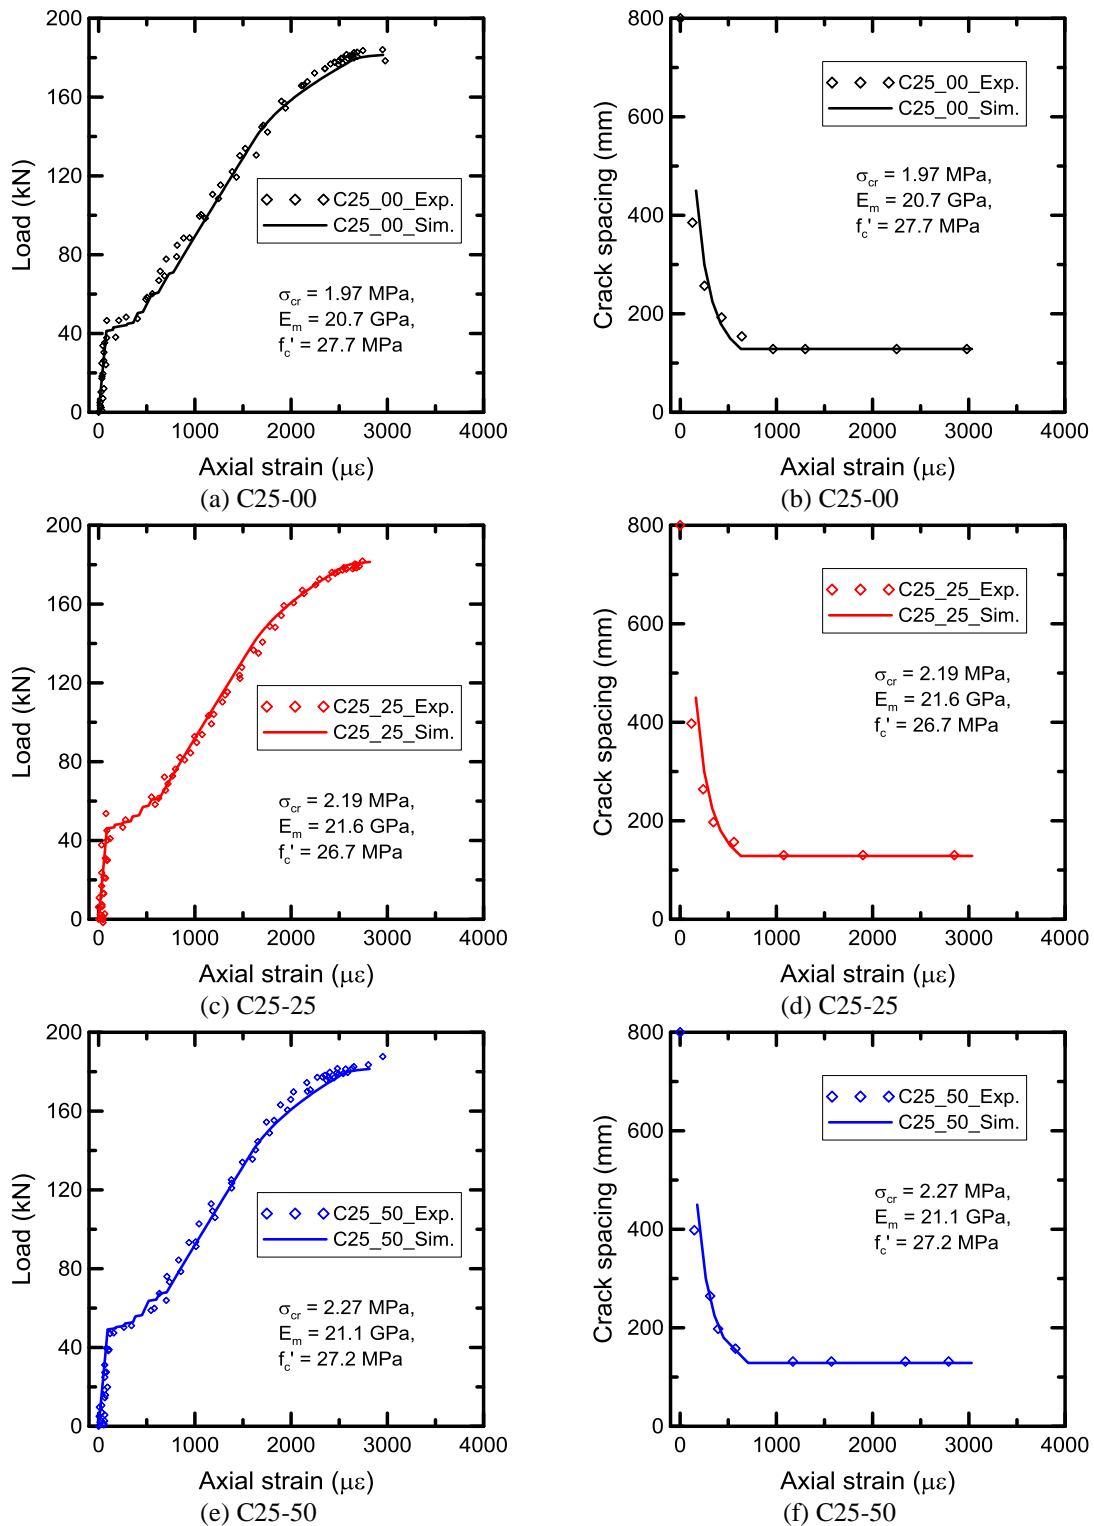 200
160
120
80
40
0
Load (kN)
C25_00_Exp.
C25_00_Sim.
σcr = 1.97 MPa,
Em = 20.7 GPa,
fc' = 27.7 MPa
0 1000 2000 3000 4000
Axial strain (με)
(a) C25-00
800
600
400
200
0
Crack spacing (mm)
C25_00_Exp.
C25_00_Sim.
σcr = 1.97 MPa,
Em = 20.7 GPa,
fc' = 27.7 MPa
0 1000 2000 3000 4000
Axial strain (με)
(b) C25-00
200
160
120
80
40
0
Load (kN)
C25_25_Exp.
C25_25_Sim.
σcr = 2.19 MPa,
Em = 21.6 GPa,
fc' = 26.7 MPa
0 1000 2000 3000 4000
Axial strain (με)
(c) C25-25
800
600
400
200
0
Crack spacing (mm)
C25_25_Exp.
C25_25_Sim.
σcr = 2.19 MPa,
Em = 21.6 GPa,
fc' = 26.7 MPa
0 1000 2000 3000 4000
Axial strain (με)
(d) C25-25
200
160
120
80
40
0
Load (kN)
C25_50_Exp.
C25_50_Sim.
σcr = 2.27 MPa,
Em = 21.1 GPa,
fc' = 27.2 MPa
0 1000 2000 3000 4000
Axial strain (με)
(e) C25-50
800
600
400
200
0
Crack spacing (mm)
C25_50_Exp.
C25_50_Sim.
σcr = 2.27 MPa,
Em = 21.1 GPa,
fc' = 27.2 MPa
0 1000 2000 3000 4000
Axial strain (με)
(f) C25-50